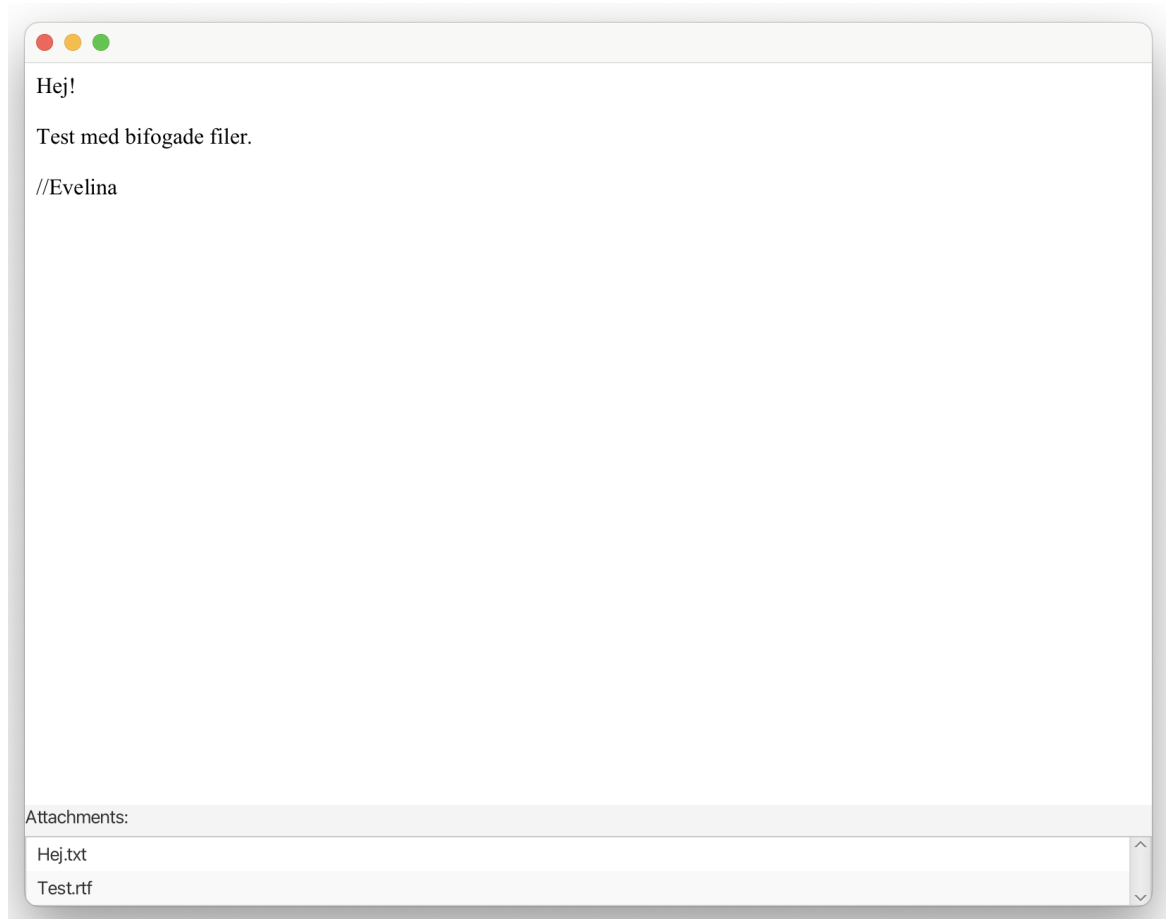 Hej!
Test med bifogade filer.
//Evelina
Attachments:
Hej.txt
Test.rtf